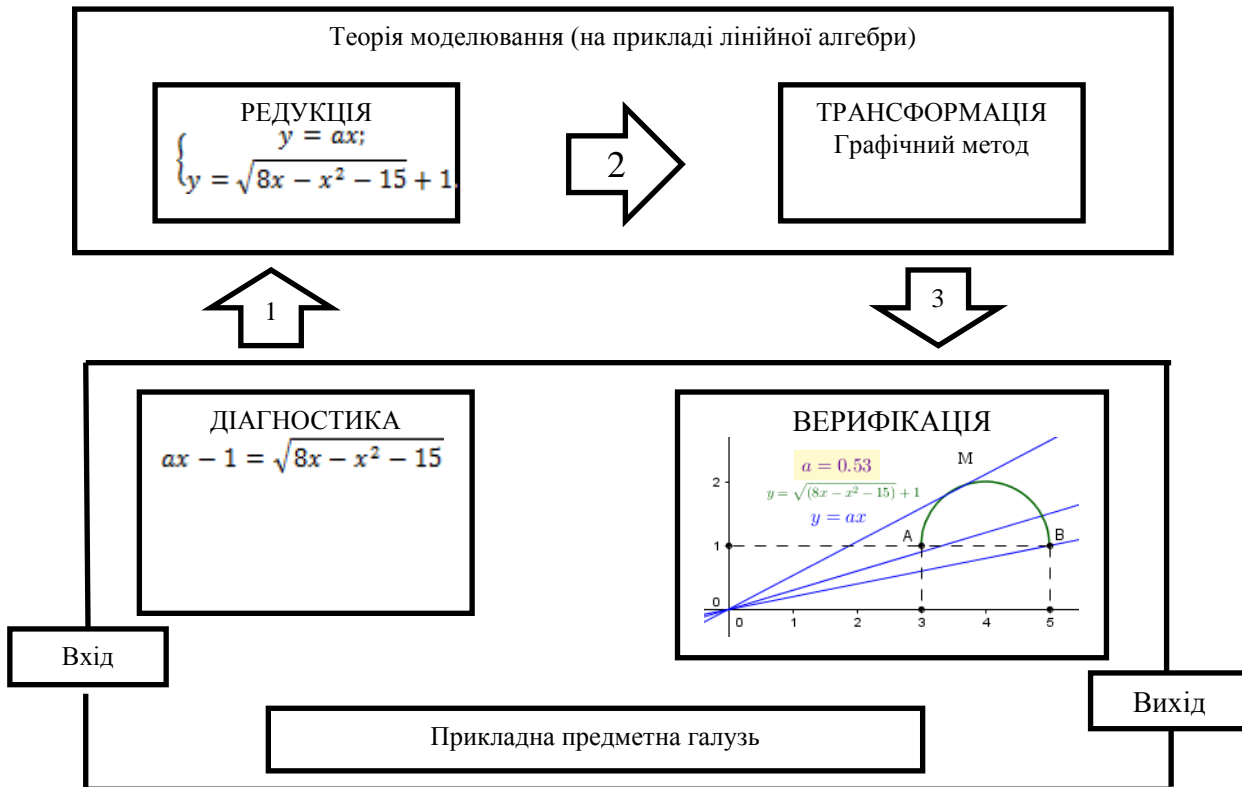 Теорія моделювання (на прикладі лінійної алгебри)
РЕДУКЦІЯ
y = ax;
y = √(8x − x² − 15) + 1.
2
ТРАНСФОРМАЦІЯ
Графічний метод
1
3
ДІАГНОСТИКА
ax − 1 = √(8x − x² − 15)
ВЕРИФІКАЦІЯ
a = 0.53
y = √(8x − x² − 15) + 1
y = ax
M
2
A
B
1
0
0 1 2 3 4 5
Вхід
Вихід
Прикладна предметна галузь